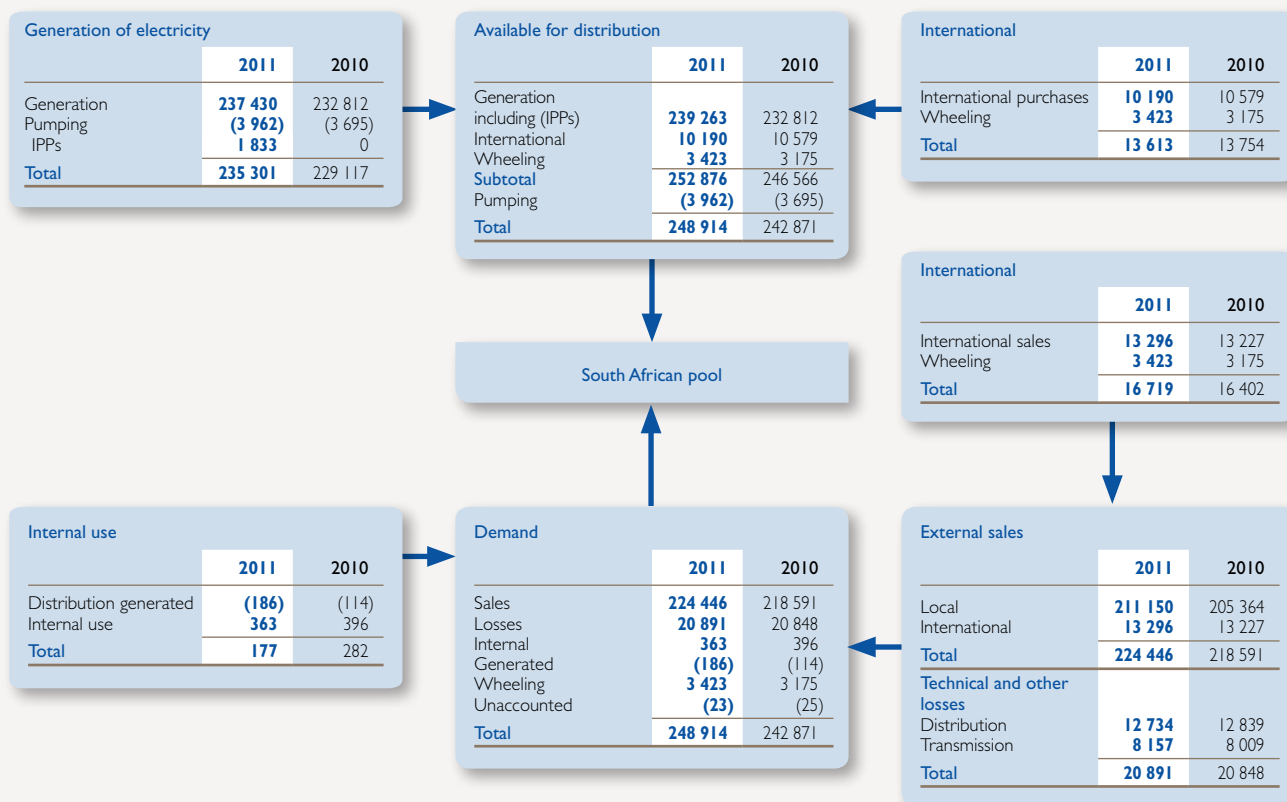 Generation of electricity
2011 2010
Generation 237 430 232 812
Pumping (3 962) (3 695)
IPPs 1 833 0
Total 235 301 229 117
Available for distribution
2011 2010
Generation
including (IPPs) 239 263 232 812
International 10 190 10 579
Wheeling 3 423 3 175
Subtotal 252 876 246 566
Pumping (3 962) (3 695)
Total 248 914 242 871
International
2011 2010
International purchases 10 190 10 579
Wheeling 3 423 3 175
Total 13 613 13 754
International
2011 2010
International sales 13 296 13 227
Wheeling 3 423 3 175
Total 16 719 16 402
South African pool
Internal use
2011 2010
Distribution generated (186) (114)
Internal use 363 396
Total 177 282
Demand
2011 2010
Sales 224 446 218 591
Losses 20 891 20 848
Internal 363 396
Generated (186) (114)
Wheeling 3 423 3 175
Unaccounted (23) (25)
Total 248 914 242 871
External sales
2011 2010
Local 211 150 205 364
International 13 296 13 227
Total 224 446 218 591
Technical and other
losses
Distribution 12 734 12 839
Transmission 8 157 8 009
Total 20 891 20 848